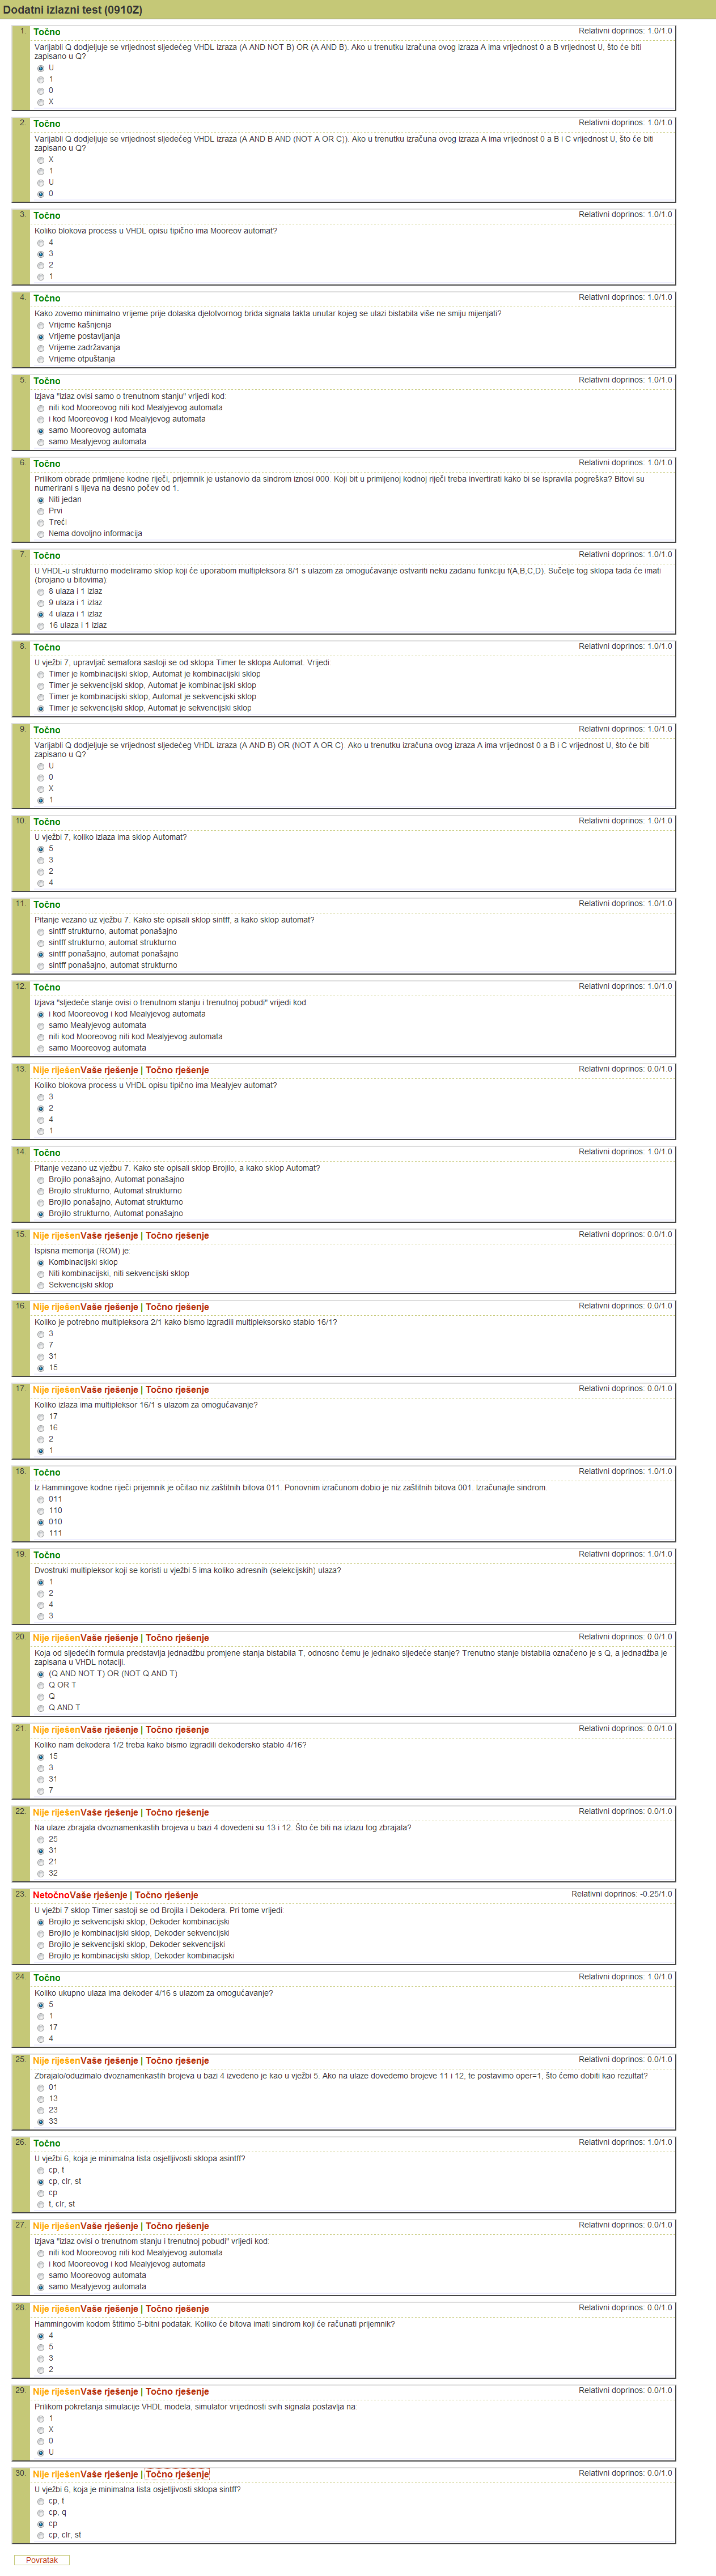 Dodatni izlazni test (0910Z)
1. Točno Relativni doprinos: 1.0/1.0
Varijabli Q dodjeljuje se vrijednost sljedećeg VHDL izraza (A AND NOT B) OR (A AND B). Ako u trenutku izračuna ovog izraza A ima vrijednost 0 a B vrijednost U, što će biti
zapisano u Q?
U
1
0
X
2. Točno Relativni doprinos: 1.0/1.0
Varijabli Q dodjeljuje se vrijednost sljedećeg VHDL izraza (A AND B AND (NOT A OR C)). Ako u trenutku izračuna ovog izraza A ima vrijednost 0 a B i C vrijednost U, što će biti
zapisano u Q?
X
1
U
0
3. Točno Relativni doprinos: 1.0/1.0
Koliko blokova process u VHDL opisu tipično ima Mooreov automat?
4
3
2
1
4. Točno Relativni doprinos: 1.0/1.0
Kako zovemo minimalno vrijeme prije dolaska djelotvornog brida signala takta unutar kojeg se ulazi bistabila više ne smiju mijenjati?
Vrijeme kašnjenja
Vrijeme postavljanja
Vrijeme zadržavanja
Vrijeme otpuštanja
5. Točno Relativni doprinos: 1.0/1.0
Izjava "izlaz ovisi samo o trenutnom stanju" vrijedi kod:
niti kod Mooreovog niti kod Mealyjevog automata
i kod Mooreovog i kod Mealyjevog automata
samo Mooreovog automata
samo Mealyjevog automata
6. Točno Relativni doprinos: 1.0/1.0
Prilikom obrade primljene kodne riječi, prijemnik je ustanovio da sindrom iznosi 000. Koji bit u primljenoj kodnoj riječi treba invertirati kako bi se ispravila pogreška? Bitovi su
numerirani s lijeva na desno počev od 1.
Niti jedan
Prvi
Treći
Nema dovoljno informacija
7. Točno Relativni doprinos: 1.0/1.0
U VHDL-u strukturno modeliramo sklop koji će uporabom multipleksora 8/1 s ulazom za omogućavanje ostvariti neku zadanu funkciju f(A,B,C,D). Sučelje tog sklopa tada će imati
(brojano u bitovima):
8 ulaza i 1 izlaz
9 ulaza i 1 izlaz
4 ulaza i 1 izlaz
16 ulaza i 1 izlaz
8. Točno Relativni doprinos: 1.0/1.0
U vježbi 7, upravljač semafora sastoji se od sklopa Timer te sklopa Automat. Vrijedi:
Timer je kombinacijski sklop, Automat je kombinacijski sklop
Timer je sekvencijski sklop, Automat je kombinacijski sklop
Timer je kombinacijski sklop, Automat je sekvencijski sklop
Timer je sekvencijski sklop, Automat je sekvencijski sklop
9. Točno Relativni doprinos: 1.0/1.0
Varijabli Q dodjeljuje se vrijednost sljedećeg VHDL izraza (A AND B) OR (NOT A OR C). Ako u trenutku izračuna ovog izraza A ima vrijednost 0 a B i C vrijednost U, što će biti
zapisano u Q?
U
0
X
1
10. Točno Relativni doprinos: 1.0/1.0
U vježbi 7, koliko izlaza ima sklop Automat?
5
3
2
4
11. Točno Relativni doprinos: 1.0/1.0
Pitanje vezano uz vježbu 7. Kako ste opisali sklop sintff, a kako sklop automat?
sintff strukturno, automat ponašajno
sintff strukturno, automat strukturno
sintff ponašajno, automat ponašajno
sintff ponašajno, automat strukturno
12. Točno Relativni doprinos: 1.0/1.0
Izjava "sljedeće stanje ovisi o trenutnom stanju i trenutnoj pobudi" vrijedi kod:
i kod Mooreovog i kod Mealyjevog automata
samo Mealyjevog automata
niti kod Mooreovog niti kod Mealyjevog automata
samo Mooreovog automata
13. Nije riješenVaše rješenje | Točno rješenje Relativni doprinos: 0.0/1.0
Koliko blokova process u VHDL opisu tipično ima Mealyjev automat?
3
2
4
1
14. Točno Relativni doprinos: 1.0/1.0
Pitanje vezano uz vježbu 7. Kako ste opisali sklop Brojilo, a kako sklop Automat?
Brojilo ponašajno, Automat ponašajno
Brojilo strukturno, Automat strukturno
Brojilo ponašajno, Automat strukturno
Brojilo strukturno, Automat ponašajno
15. Nije riješenVaše rješenje | Točno rješenje Relativni doprinos: 0.0/1.0
Ispisna memorija (ROM) je:
Kombinacijski sklop
Niti kombinacijski, niti sekvencijski sklop
Sekvencijski sklop
16. Nije riješenVaše rješenje | Točno rješenje Relativni doprinos: 0.0/1.0
Koliko je potrebno multipleksora 2/1 kako bismo izgradili multipleksorsko stablo 16/1?
3
7
31
15
17. Nije riješenVaše rješenje | Točno rješenje Relativni doprinos: 0.0/1.0
Koliko izlaza ima multipleksor 16/1 s ulazom za omogućavanje?
17
16
2
1
18. Točno Relativni doprinos: 1.0/1.0
Iz Hammingove kodne riječi prijemnik je očitao niz zaštitnih bitova 011. Ponovnim izračunom dobio je niz zaštitnih bitova 001. Izračunajte sindrom.
011
110
010
111
19. Točno Relativni doprinos: 1.0/1.0
Dvostruki multipleksor koji se koristi u vježbi 5 ima koliko adresnih (selekcijskih) ulaza?
1
2
4
3
20. Nije riješenVaše rješenje | Točno rješenje Relativni doprinos: 0.0/1.0
Koja od sljedećih formula predstavlja jednadžbu promjene stanja bistabila T, odnosno čemu je jednako sljedeće stanje? Trenutno stanje bistabila označeno je s Q, a jednadžba je
zapisana u VHDL notaciji.
(Q AND NOT T) OR (NOT Q AND T)
Q OR T
Q
Q AND T
21. Nije riješenVaše rješenje | Točno rješenje Relativni doprinos: 0.0/1.0
Koliko nam dekodera 1/2 treba kako bismo izgradili dekodersko stablo 4/16?
15
3
31
7
22. Nije riješenVaše rješenje | Točno rješenje Relativni doprinos: 0.0/1.0
Na ulaze zbrajala dvoznamenkastih brojeva u bazi 4 dovedeni su 13 i 12. Što će biti na izlazu tog zbrajala?
25
31
21
32
23. NetočnoVaše rješenje | Točno rješenje Relativni doprinos: -0.25/1.0
U vježbi 7 sklop Timer sastoji se od Brojila i Dekodera. Pri tome vrijedi:
Brojilo je sekvencijski sklop, Dekoder kombinacijski
Brojilo je kombinacijski sklop, Dekoder sekvencijski
Brojilo je sekvencijski sklop, Dekoder sekvencijski
Brojilo je kombinacijski sklop, Dekoder kombinacijski
24. Točno Relativni doprinos: 1.0/1.0
Koliko ukupno ulaza ima dekoder 4/16 s ulazom za omogućavanje?
5
1
17
4
25. Nije riješenVaše rješenje | Točno rješenje Relativni doprinos: 0.0/1.0
Zbrajalo/oduzimalo dvoznamenkastih brojeva u bazi 4 izvedeno je kao u vježbi 5. Ako na ulaze dovedemo brojeve 11 i 12, te postavimo oper=1, što ćemo dobiti kao rezultat?
01
13
23
33
26. Točno Relativni doprinos: 1.0/1.0
U vježbi 6, koja je minimalna lista osjetljivosti sklopa asintff?
cp, t
cp, clr, st
cp
t, clr, st
27. Nije riješenVaše rješenje | Točno rješenje Relativni doprinos: 0.0/1.0
Izjava "izlaz ovisi o trenutnom stanju i trenutnoj pobudi" vrijedi kod:
niti kod Mooreovog niti kod Mealyjevog automata
i kod Mooreovog i kod Mealyjevog automata
samo Mooreovog automata
samo Mealyjevog automata
28. Nije riješenVaše rješenje | Točno rješenje Relativni doprinos: 0.0/1.0
Hammingovim kodom štitimo 5-bitni podatak. Koliko će bitova imati sindrom koji će računati prijemnik?
4
5
3
2
29. Nije riješenVaše rješenje | Točno rješenje Relativni doprinos: 0.0/1.0
Prilikom pokretanja simulacije VHDL modela, simulator vrijednosti svih signala postavlja na:
1
X
0
U
30. Nije riješenVaše rješenje | Točno rješenje Relativni doprinos: 0.0/1.0
U vježbi 6, koja je minimalna lista osjetljivosti sklopa sintff?
cp, t
cp, q
cp
cp, clr, st
Povratak